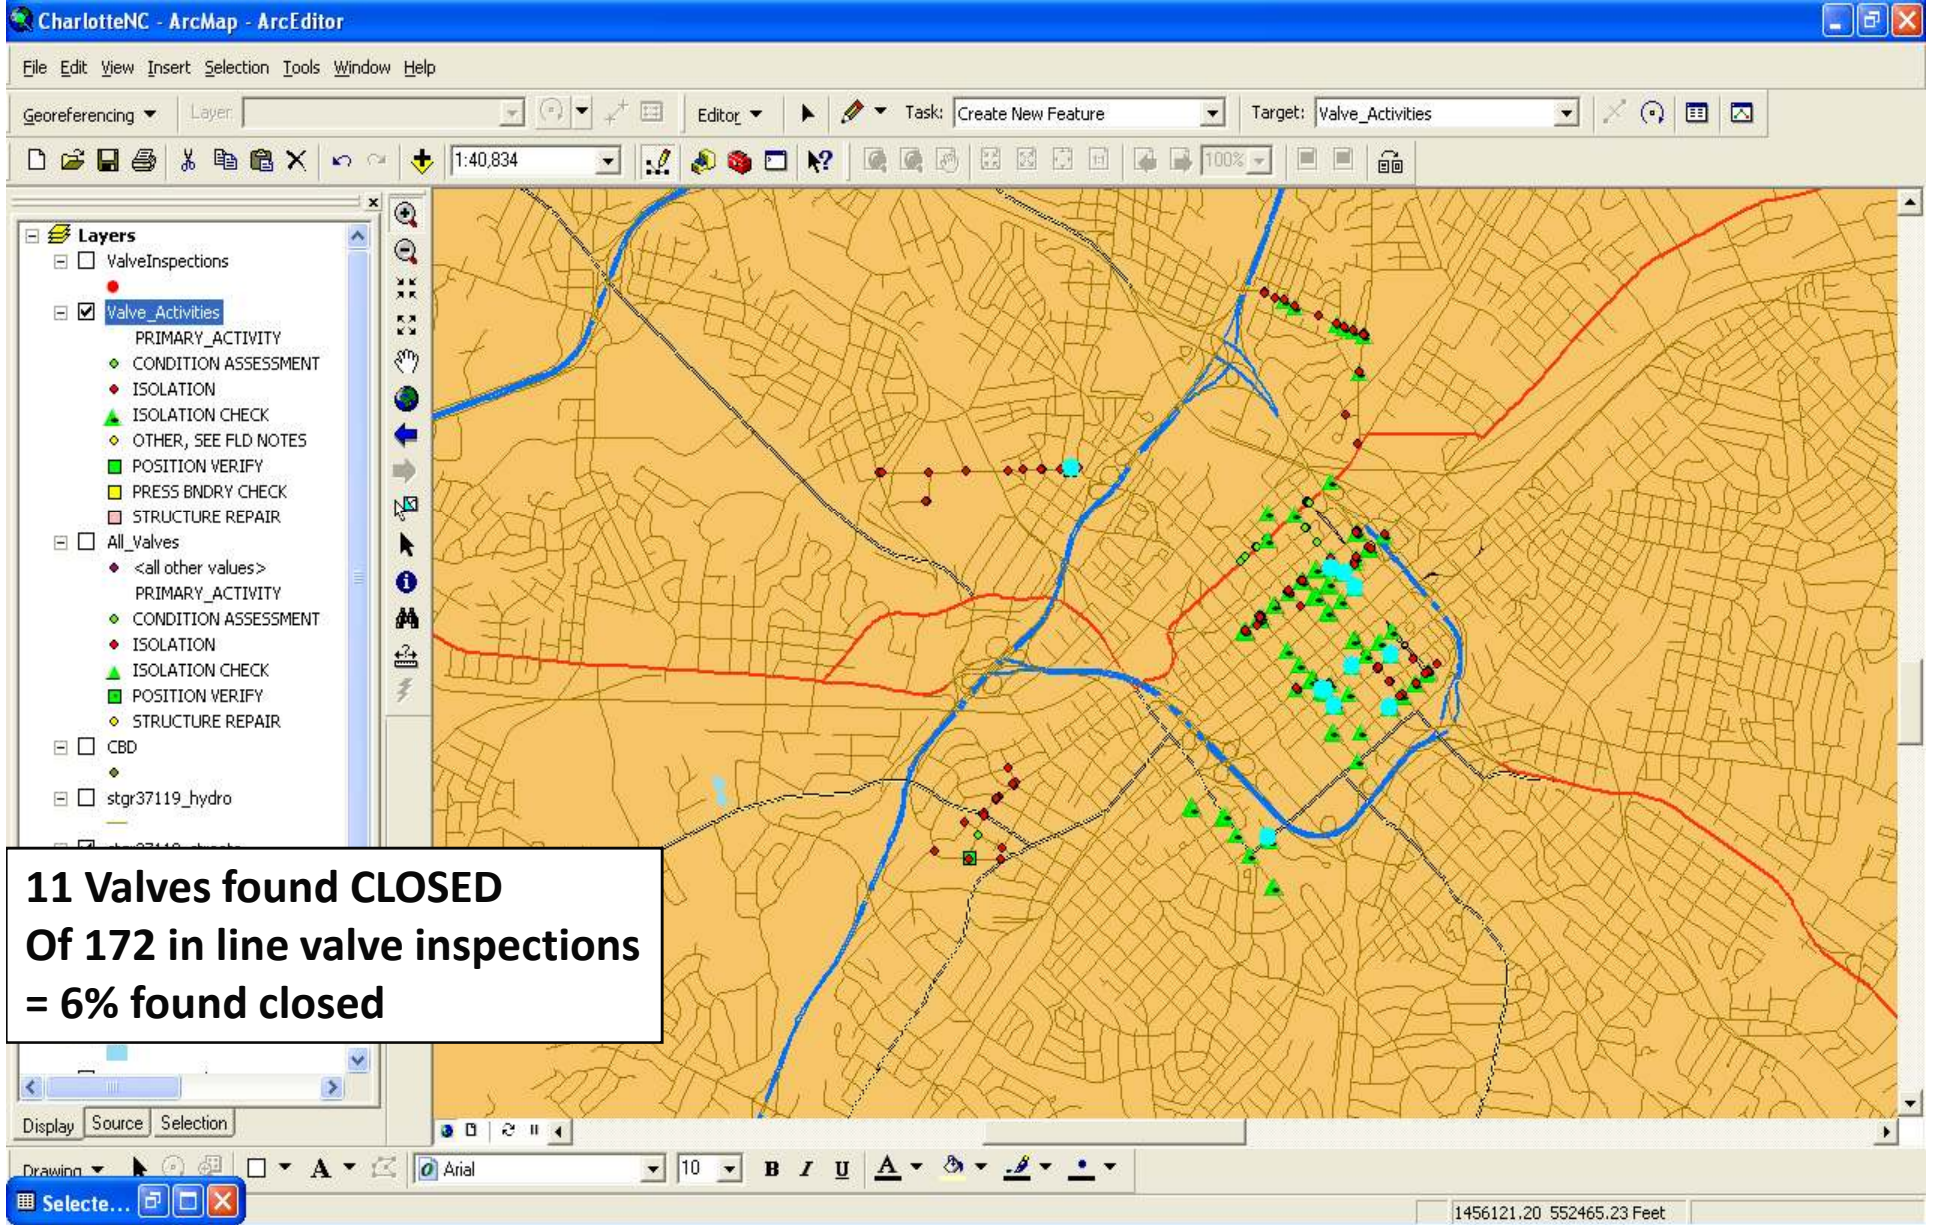 CharlotteNC - ArcMap - ArcEditor
File Edit View Insert Selection Tools Window Help
Georeferencing Layer: Editor Task: Create New Feature Target: Valve_Activities
1:40,834 100%
Layers
ValveInspections
Valve_Activities
PRIMARY_ACTIVITY
CONDITION ASSESSMENT
ISOLATION
ISOLATION CHECK
OTHER, SEE FLD NOTES
POSITION VERIFY
PRESS BNDRY CHECK
STRUCTURE REPAIR
All_Valves
<all other values>
PRIMARY_ACTIVITY
CONDITION ASSESSMENT
ISOLATION
ISOLATION CHECK
POSITION VERIFY
STRUCTURE REPAIR
CBD
stgr37119_hydro
11 Valves found CLOSED
Of 172 in line valve inspections
= 6% found closed
Display Source Selection
Drawing A Arial 10 B I U A
Selecte...
1456121.20 552465.23 Feet